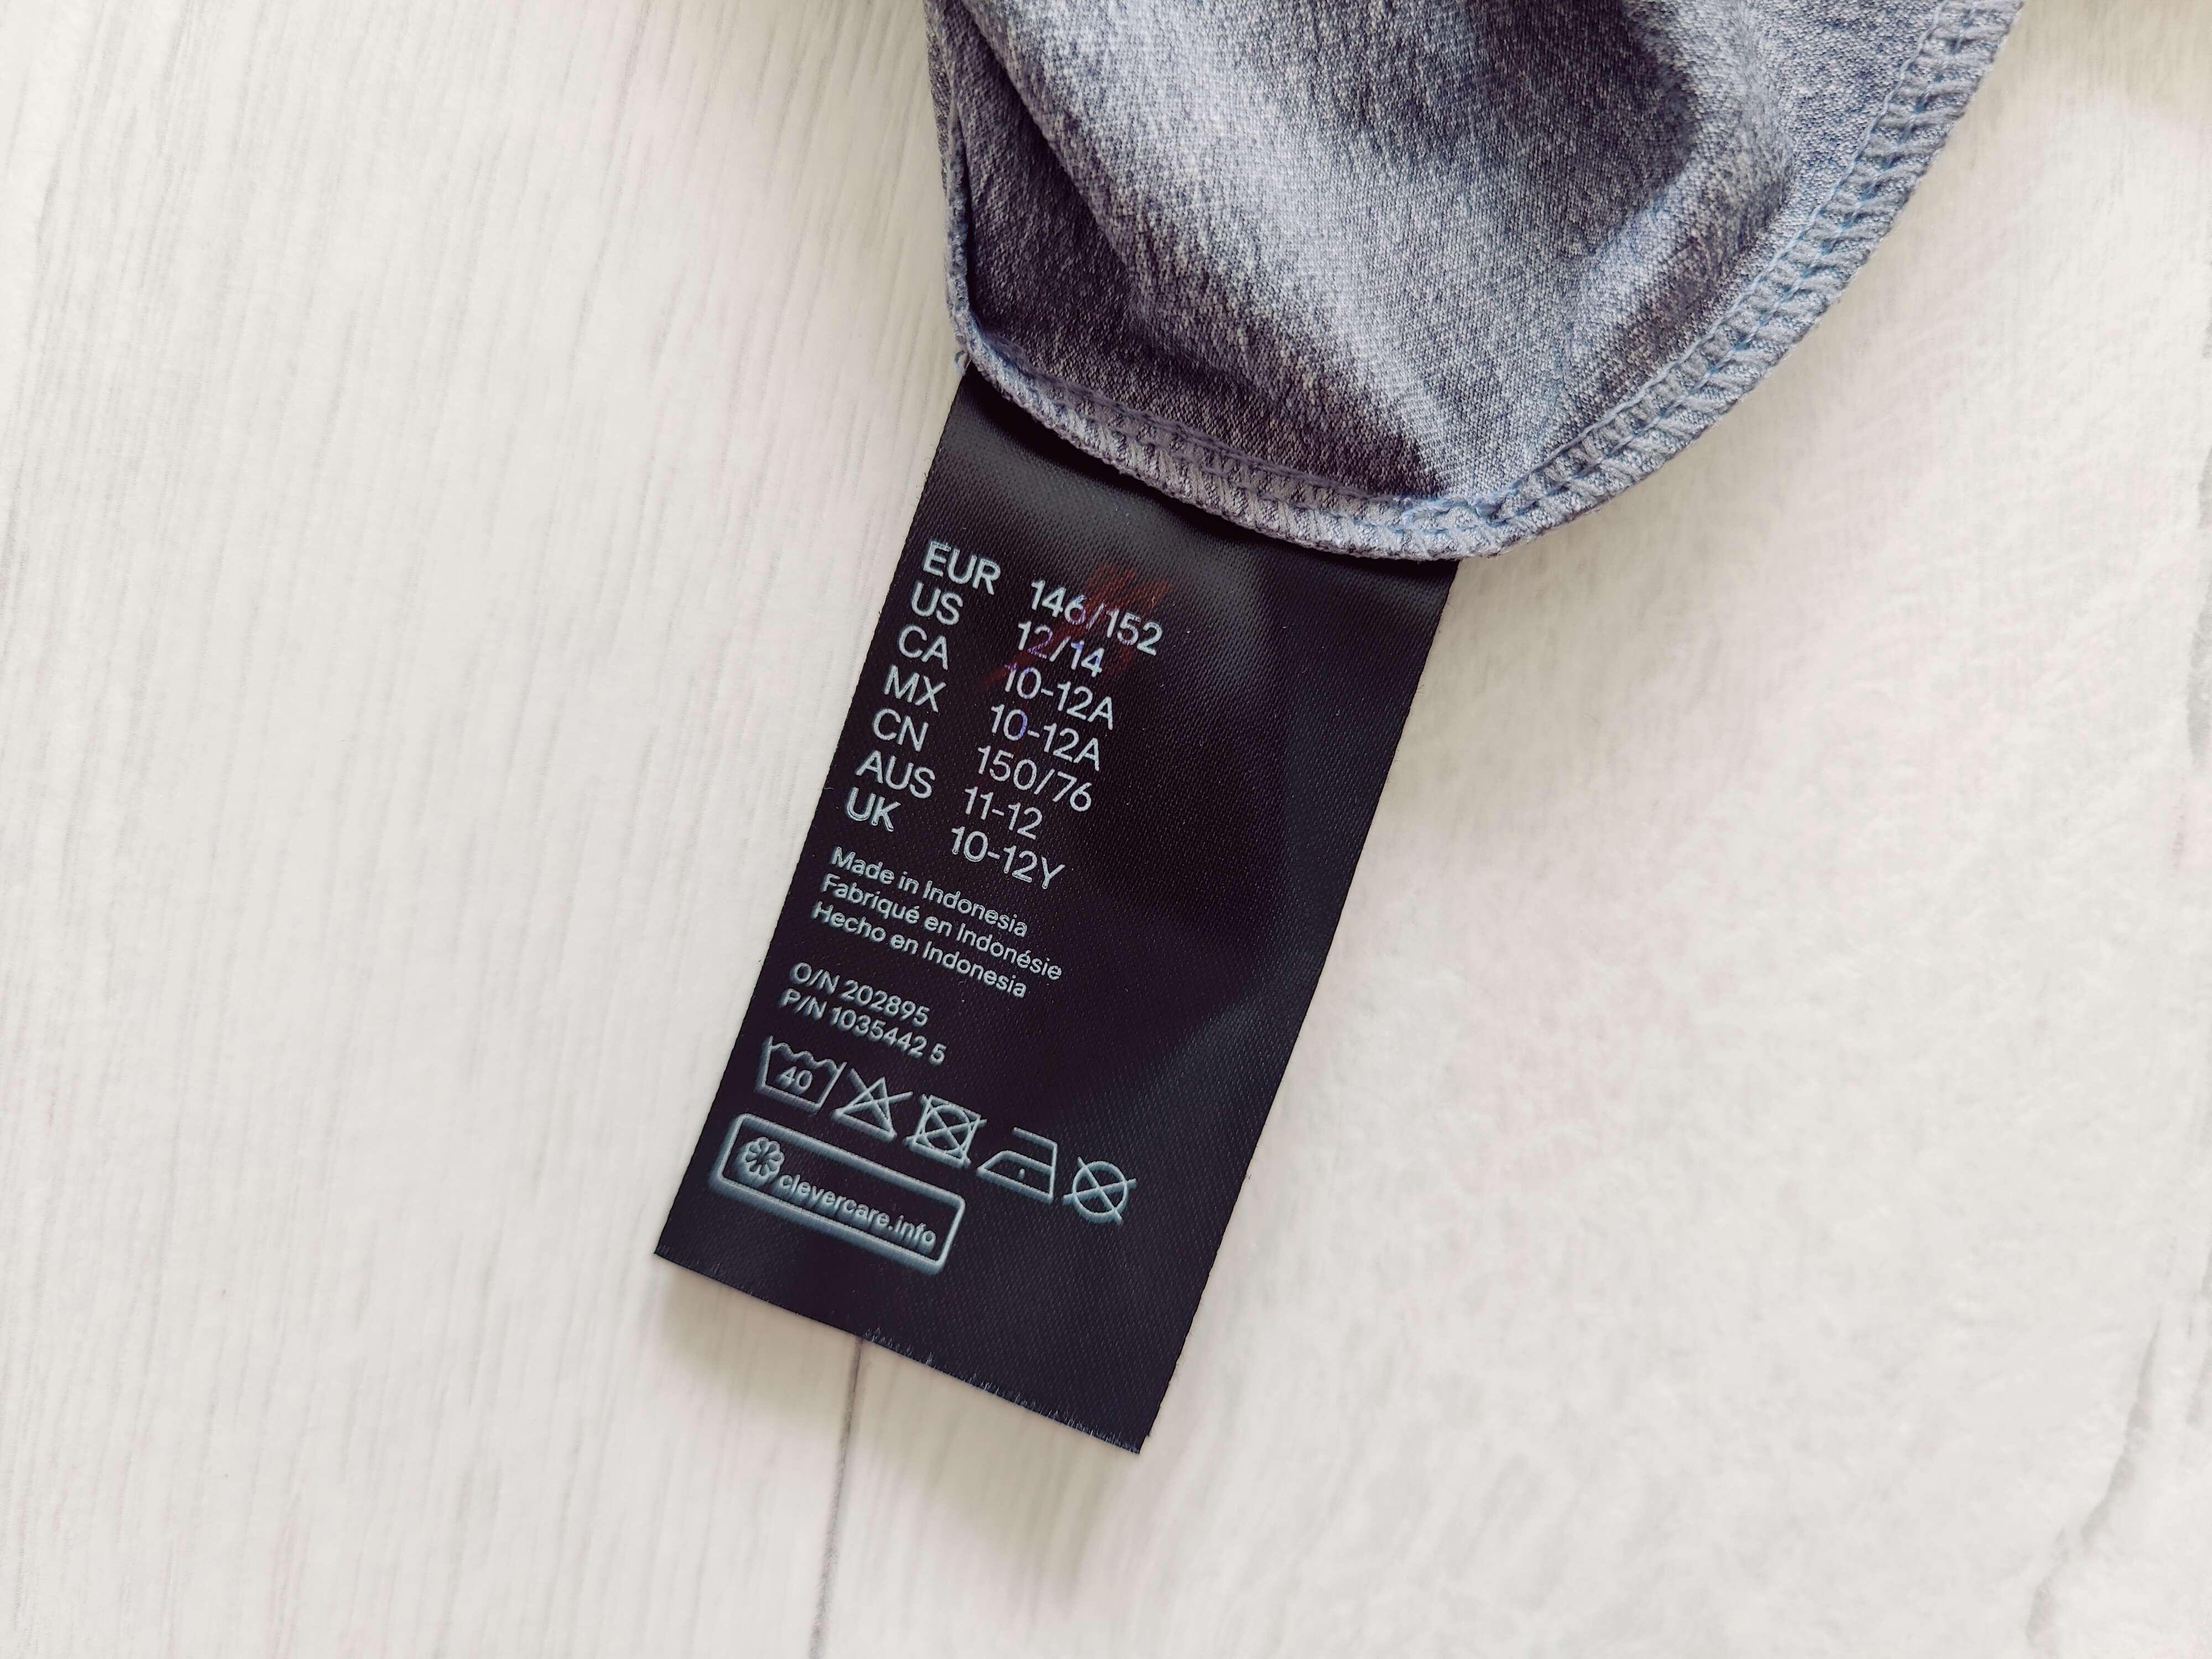 EUR 146/152
US 12/14
CA 10-12A
MX 10-12A
CN 150/76
AUS 11-12
UK 10-12Y
Made in Indonesia
Fabriqué en Indonésie
Hecho en Indonesia
O/N 202895
P/N 1035442 5
40
clevercare.info